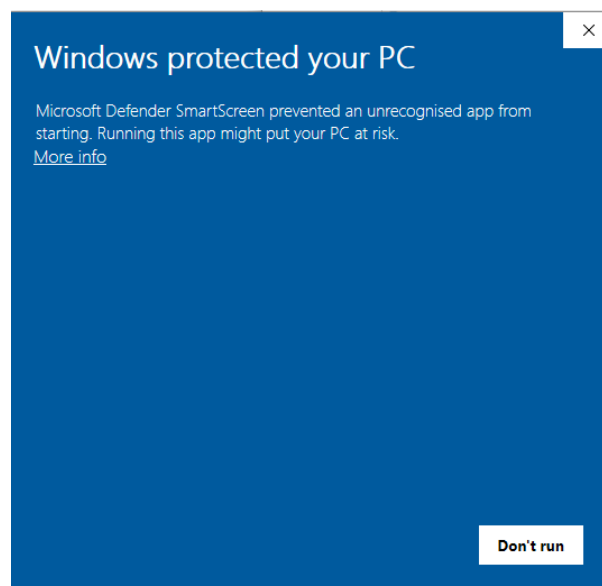 Windows protected your PC
Microsoft Defender SmartScreen prevented an unrecognised app from
starting. Running this app might put your PC at risk.
More info
Don't run